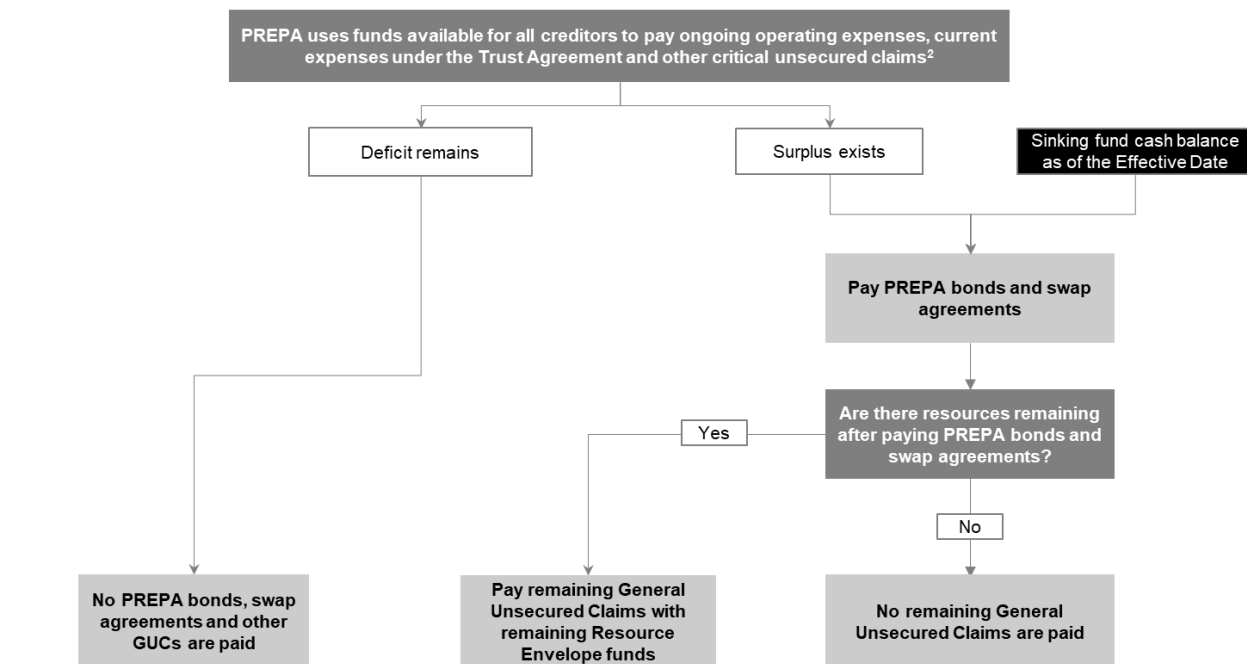 PREPA uses funds available for all creditors to pay ongoing operating expenses, current
expenses under the Trust Agreement and other critical unsecured claims²
Deficit remains
Surplus exists
Sinking fund cash balance
as of the Effective Date
Pay PREPA bonds and swap
agreements
Are there resources remaining
after paying PREPA bonds and
swap agreements?
Yes
No
No PREPA bonds, swap
agreements and other
GUCs are paid
Pay remaining General
Unsecured Claims with
remaining Resource
Envelope funds
No remaining General
Unsecured Claims are paid